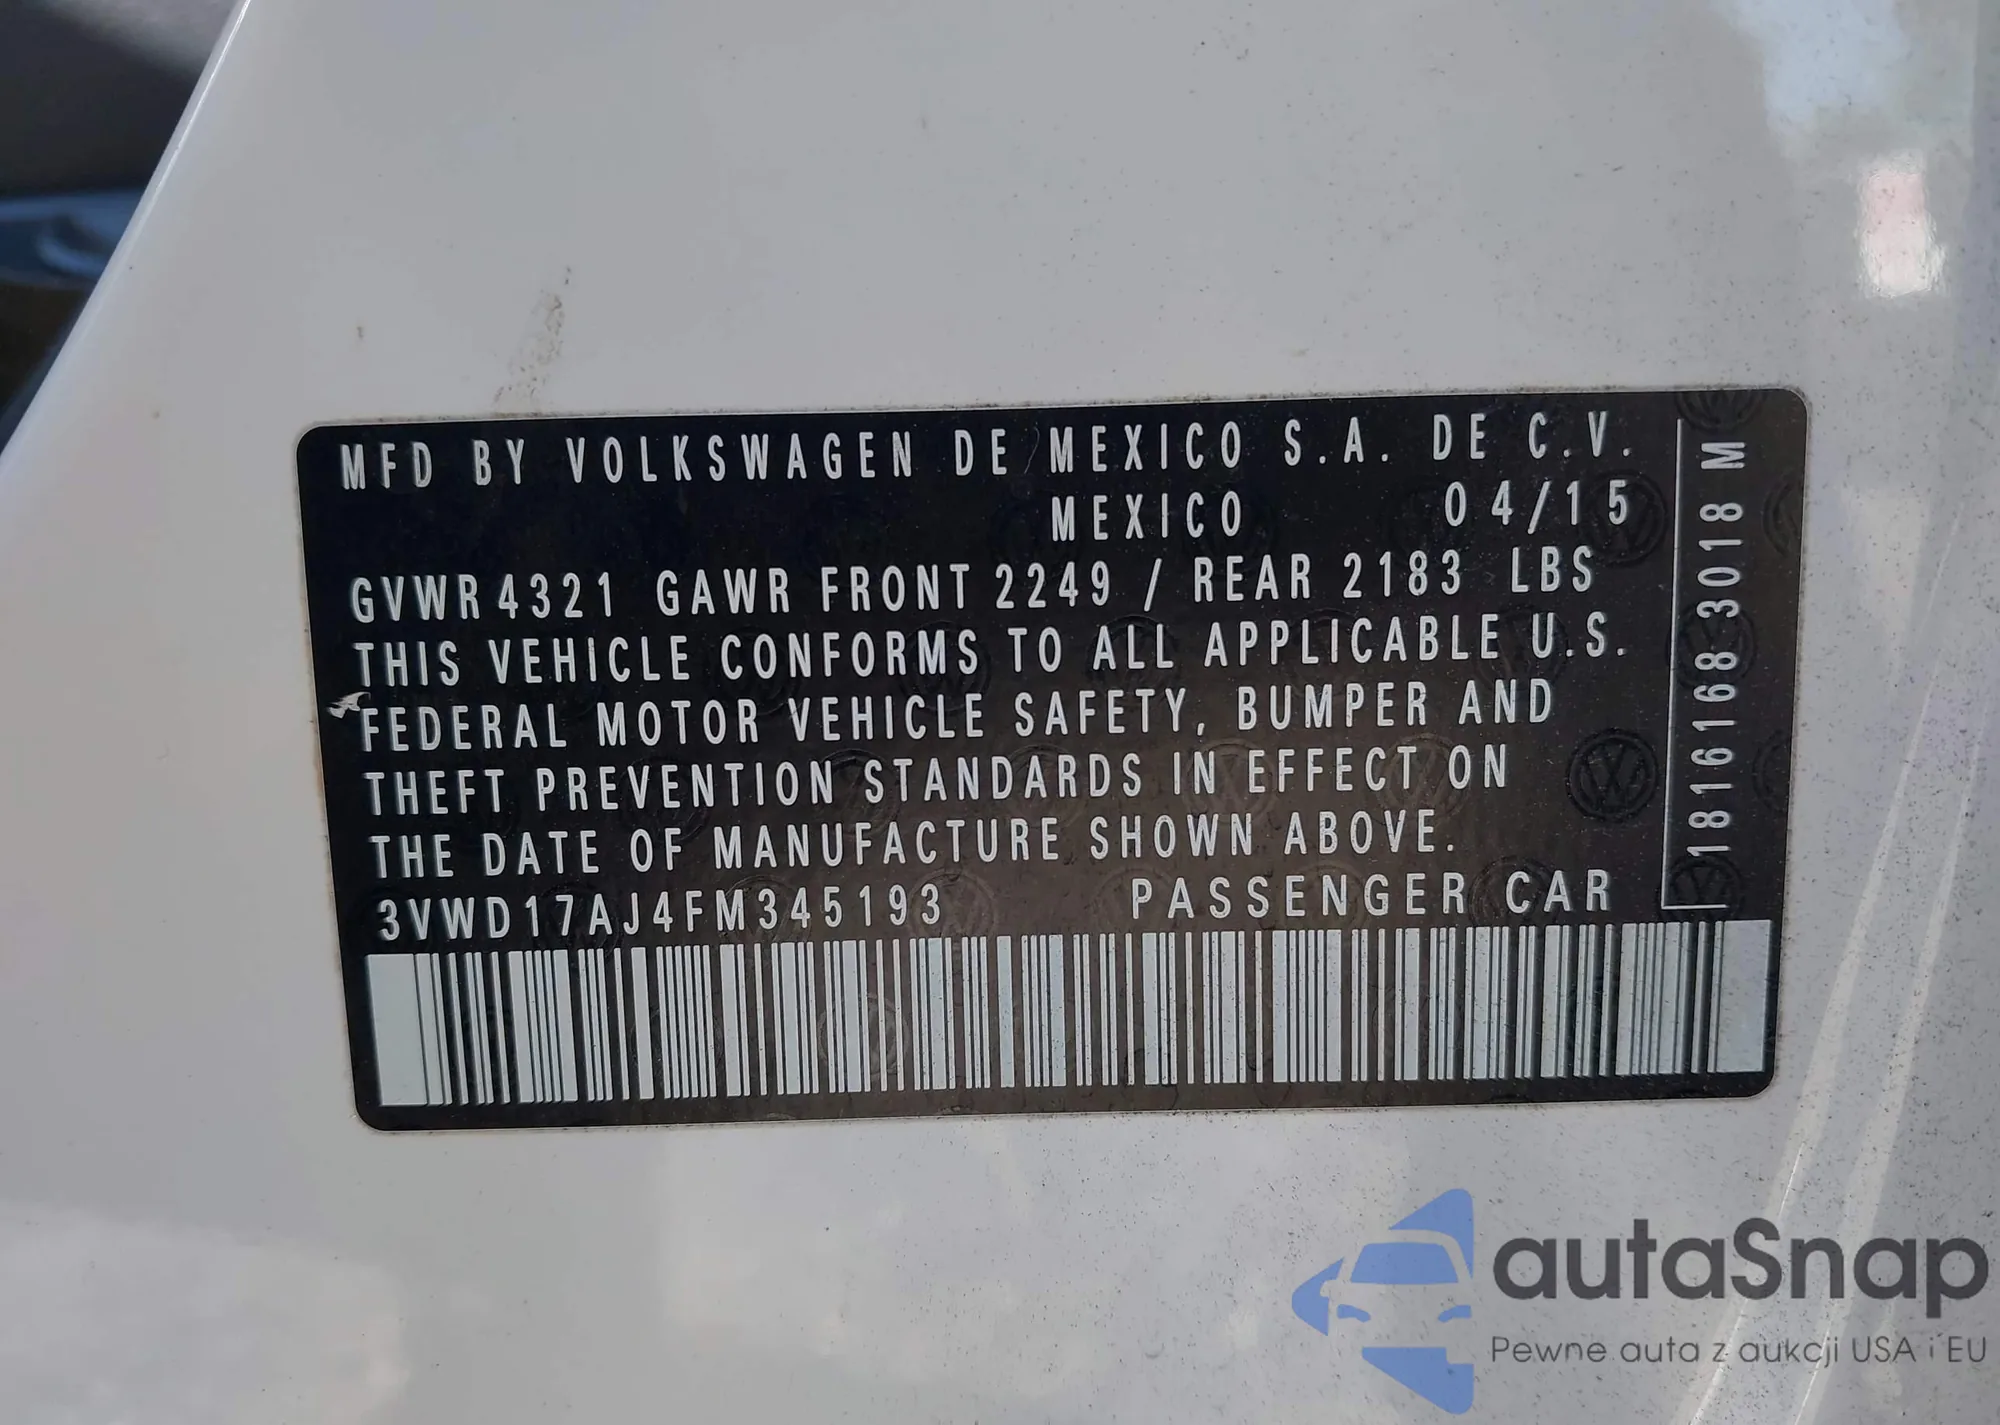 MFD BY VOLKSWAGEN DE MEXICO S.A. DE C.V.
MEXICO 04/15
GVWR 4321 GAWR FRONT 2249 / REAR 2183 LBS
THIS VEHICLE CONFORMS TO ALL APPLICABLE U.S.
FEDERAL MOTOR VEHICLE SAFETY, BUMPER AND
THEFT PREVENTION STANDARDS IN EFFECT ON
THE DATE OF MANUFACTURE SHOWN ABOVE.
3VWD17AJ4FM345193 PASSENGER CAR
1816168 3018 M
autaSnap
Pewne auta z aukcji USA i EU